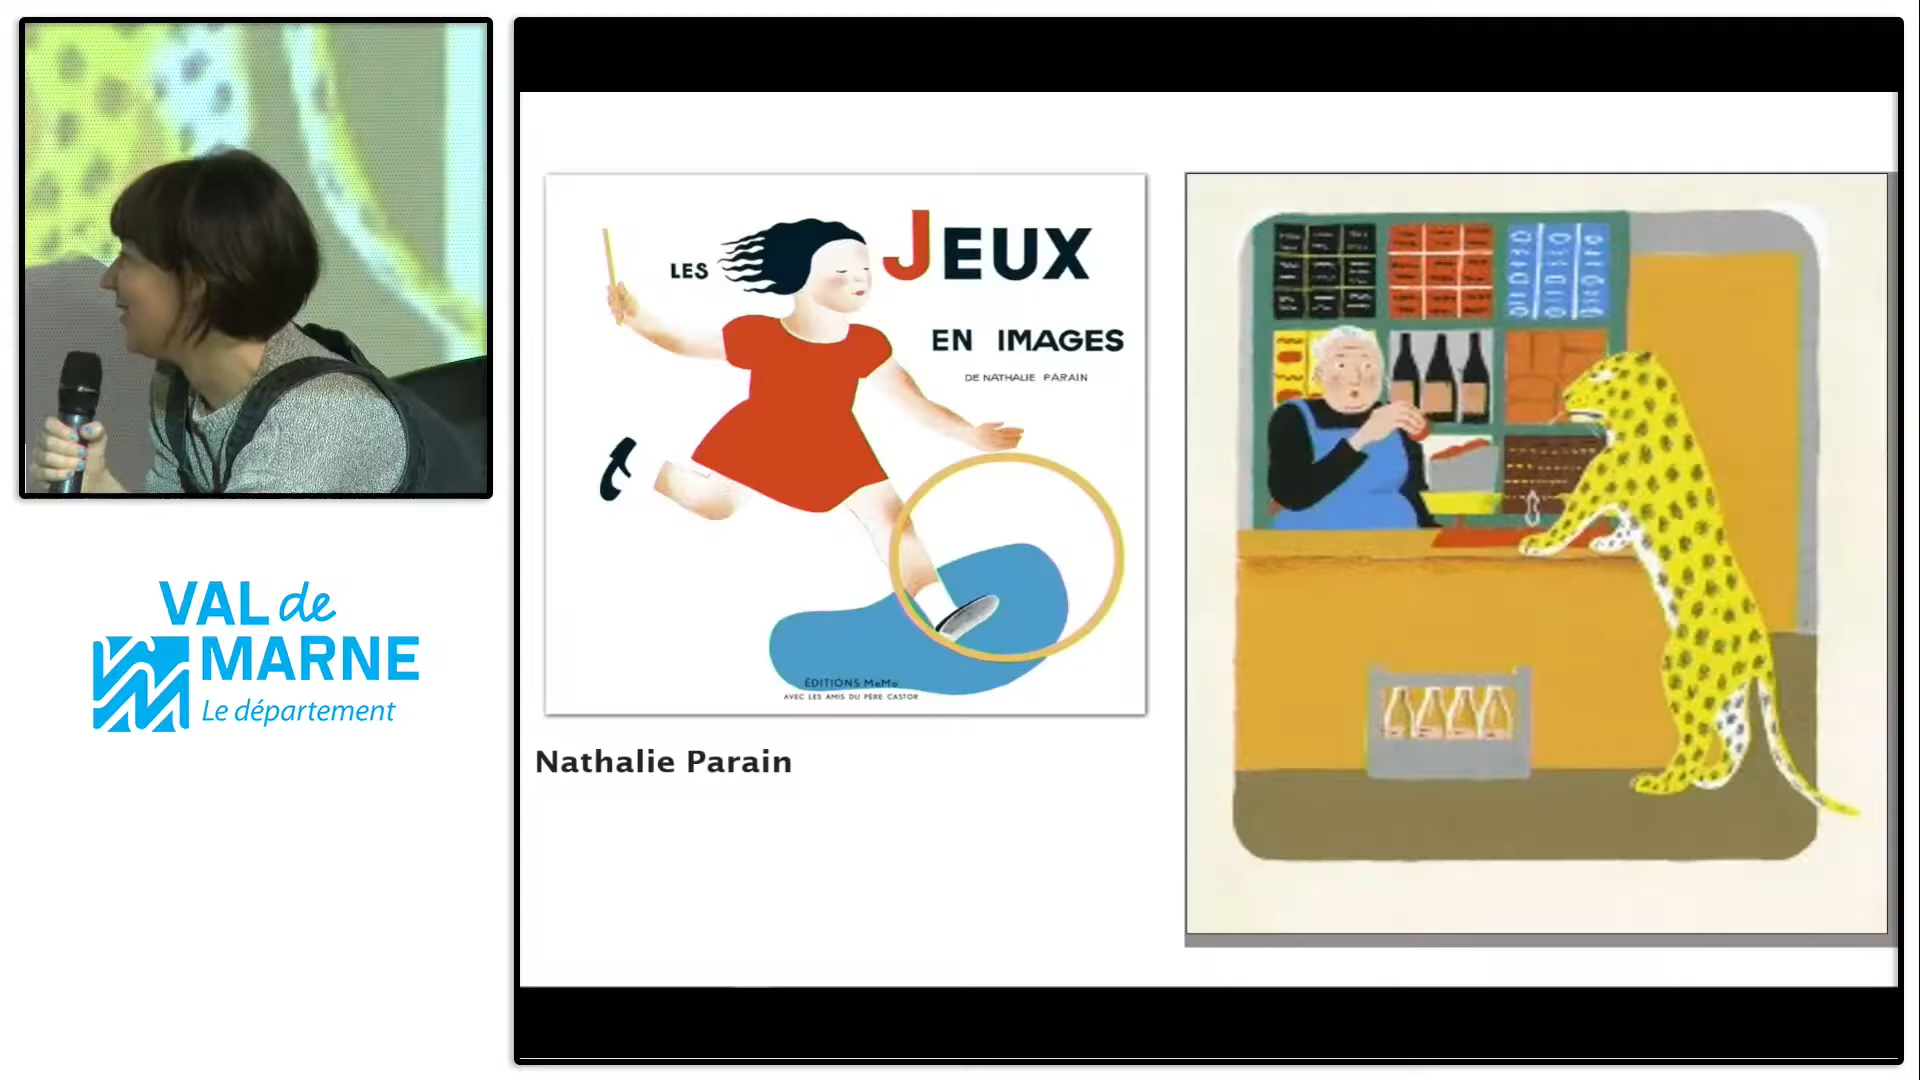 VAL de
MARNE
Le département
LES JEUX
EN IMAGES
DE NATHALIE PARAIN
ÉDITIONS MeMo
AVEC LES AMIS DU PÈRE CASTOR
Nathalie Parain